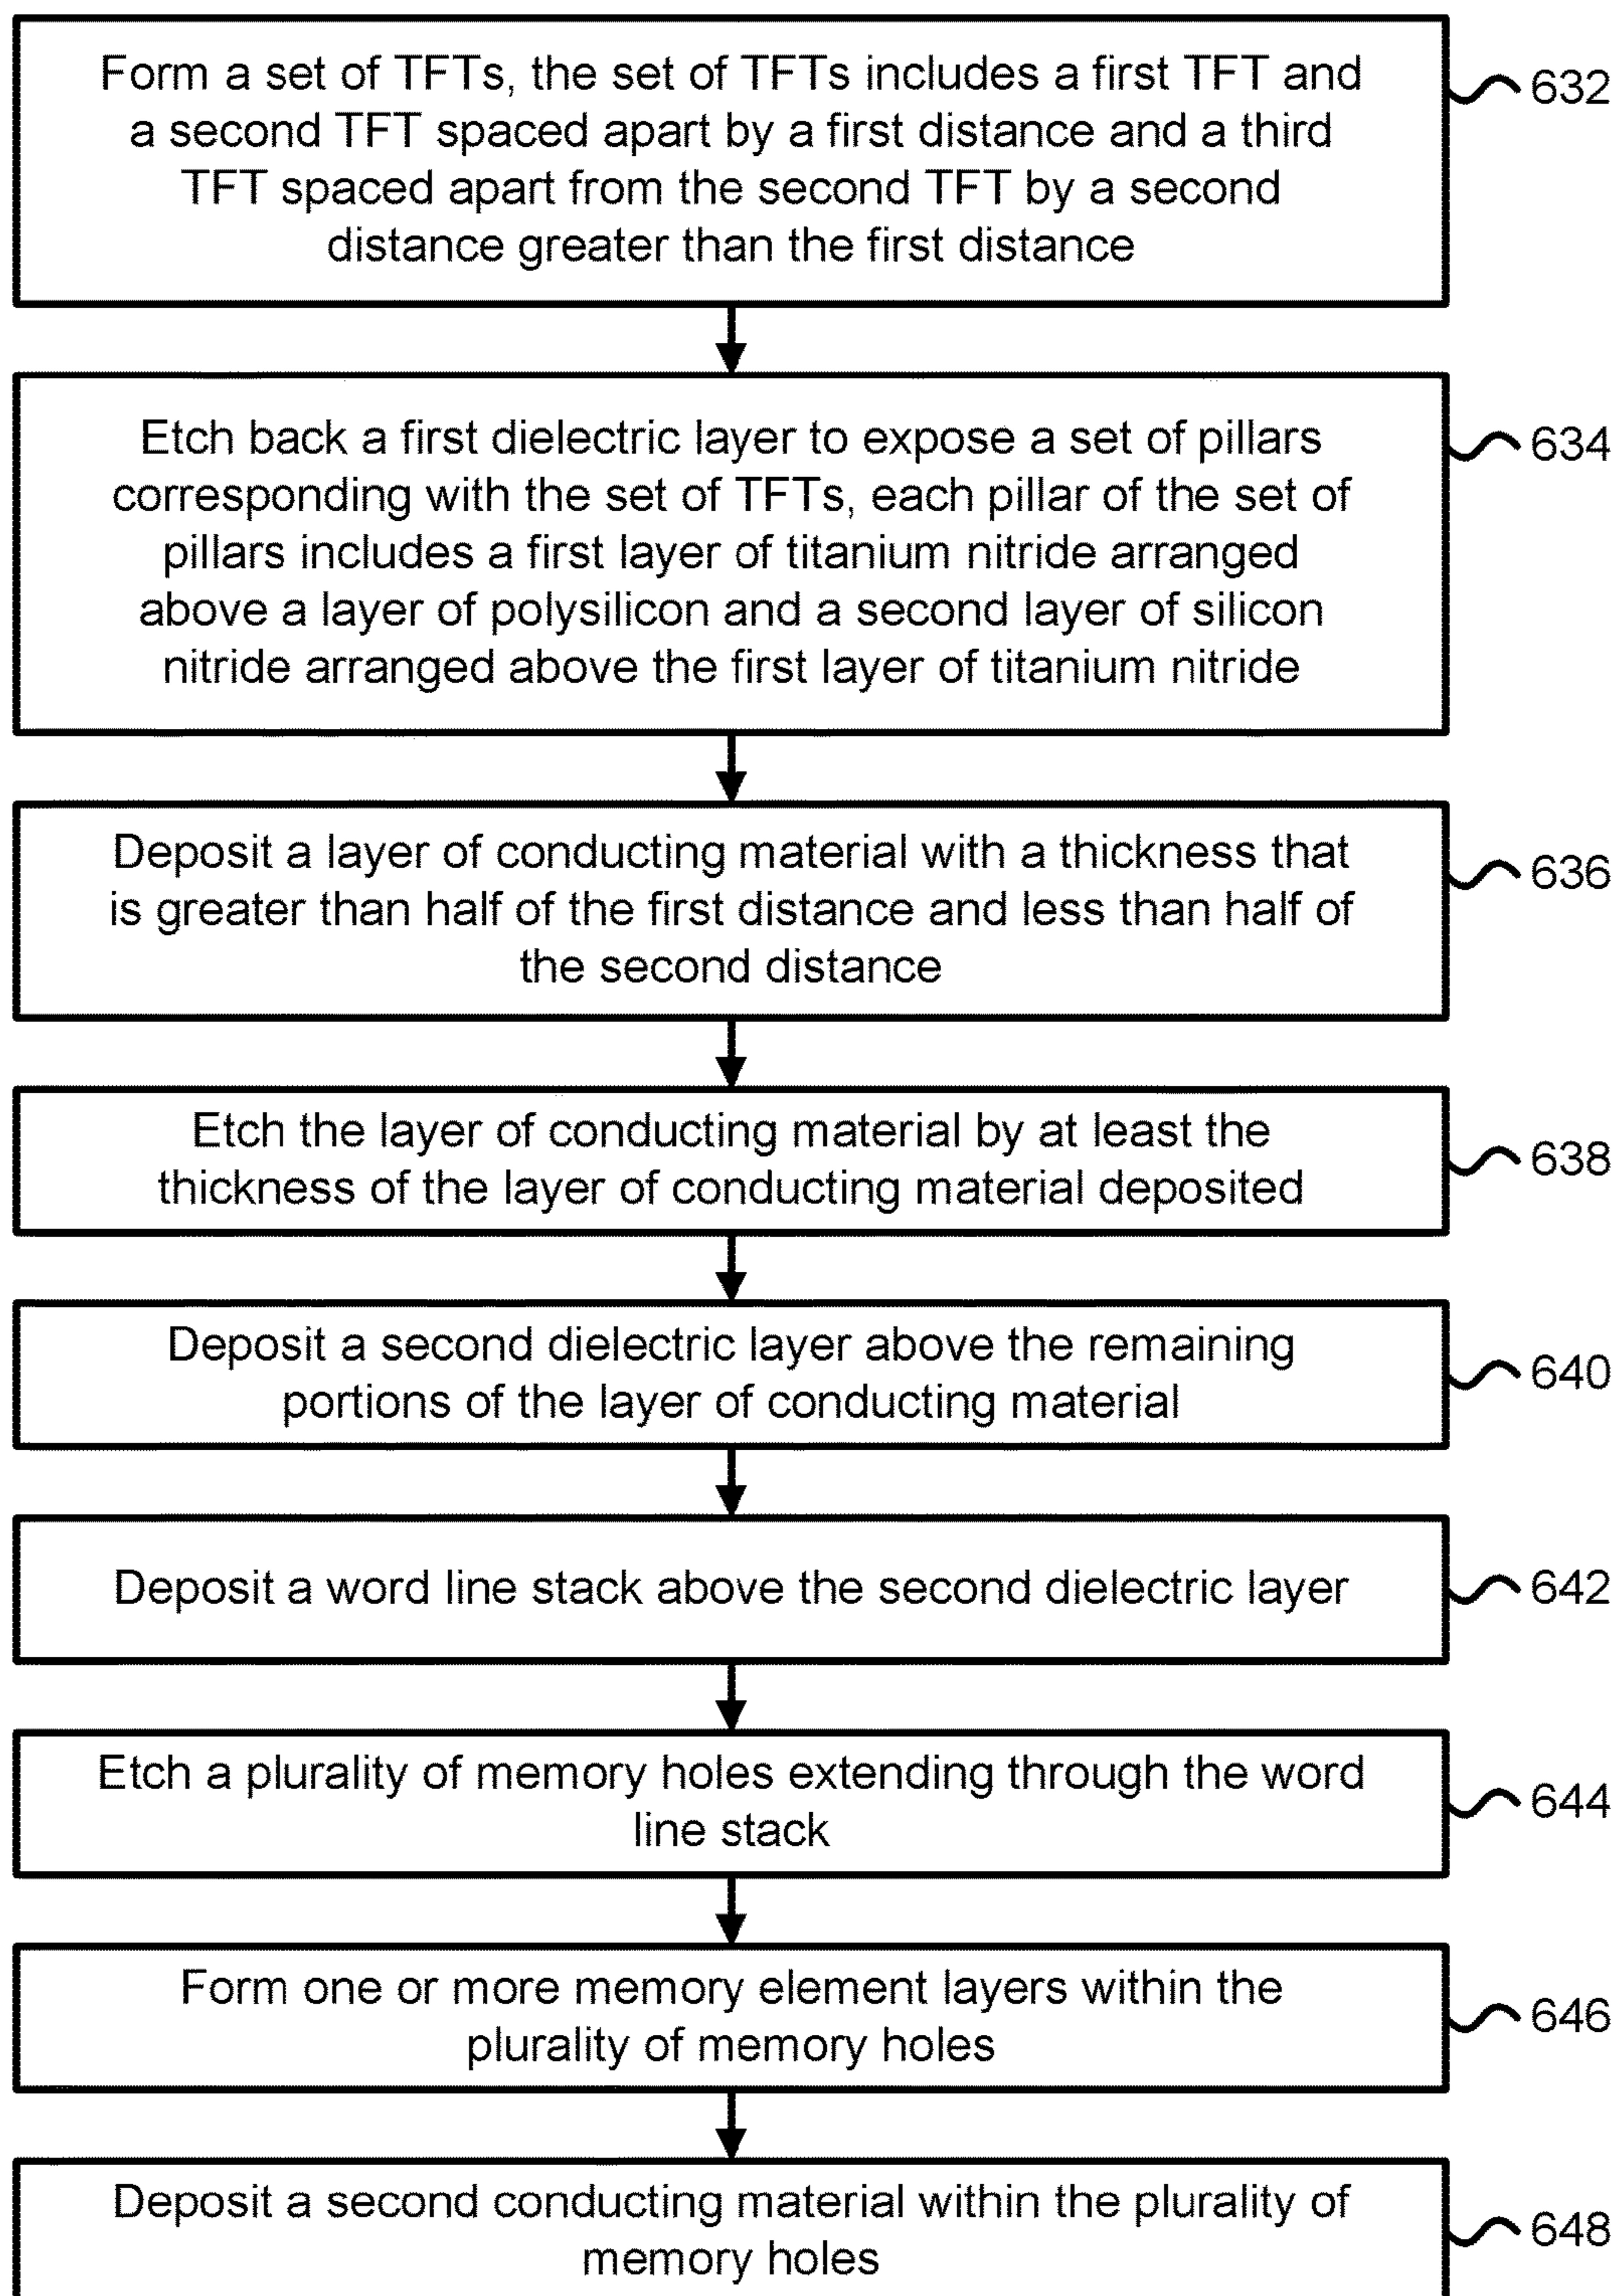 Form a set of TFTs, the set of TFTs includes a first TFT and
a second TFT spaced apart by a first distance and a third
TFT spaced apart from the second TFT by a second
distance greater than the first distance
632
Etch back a first dielectric layer to expose a set of pillars
corresponding with the set of TFTs, each pillar of the set of
pillars includes a first layer of titanium nitride arranged
above a layer of polysilicon and a second layer of silicon
nitride arranged above the first layer of titanium nitride
634
Deposit a layer of conducting material with a thickness that
is greater than half of the first distance and less than half of
the second distance
636
Etch the layer of conducting material by at least the
thickness of the layer of conducting material deposited
638
Deposit a second dielectric layer above the remaining
portions of the layer of conducting material
640
Deposit a word line stack above the second dielectric layer
642
Etch a plurality of memory holes extending through the word
line stack
644
Form one or more memory element layers within the
plurality of memory holes
646
Deposit a second conducting material within the plurality of
memory holes
648